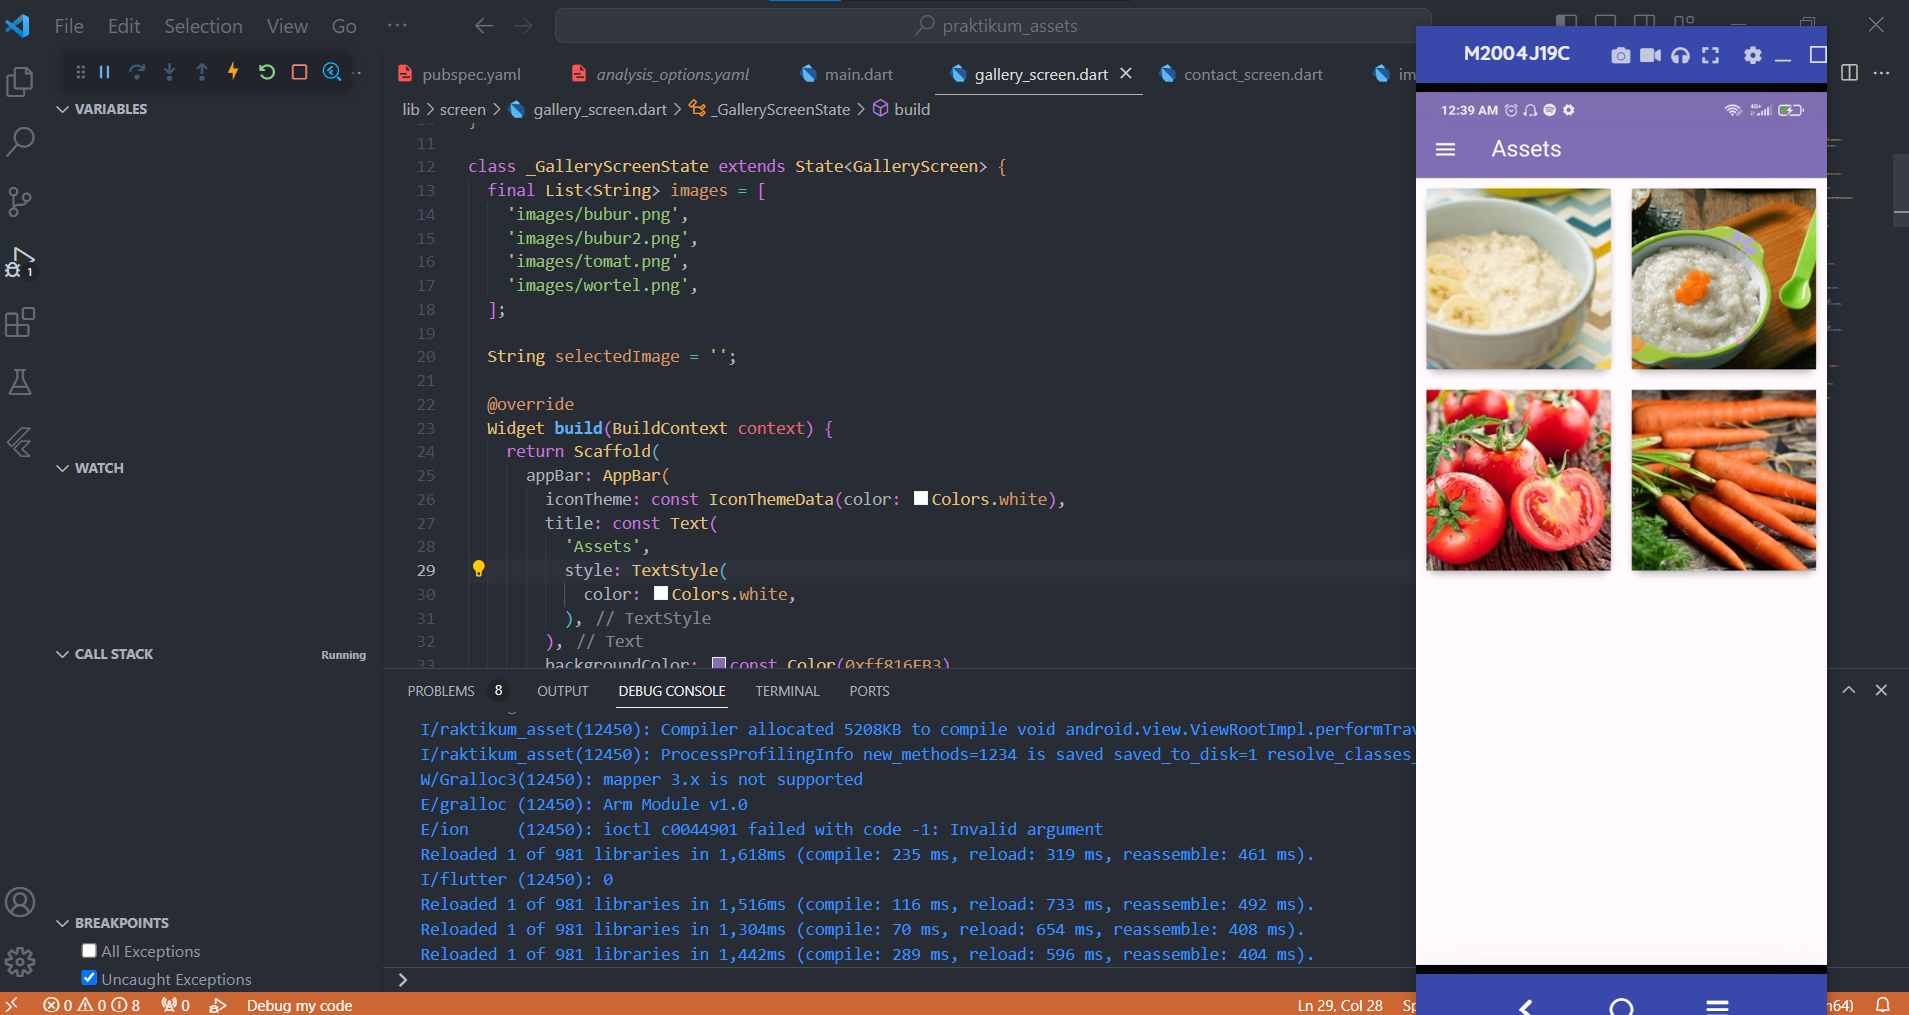 File Edit Selection View Go
praktikum_assets
pubspec.yaml analysis_options.yaml main.dart gallery_screen.dart contact_screen.dart
lib > screen > gallery_screen.dart > _GalleryScreenState > build
VARIABLES
WATCH
CALL STACK Running
BREAKPOINTS
All Exceptions
Uncaught Exceptions
1
11
12 class _GalleryScreenState extends State<GalleryScreen> {
13 final List<String> images = [
14 'images/bubur.png',
15 'images/bubur2.png',
16 'images/tomat.png',
17 'images/wortel.png',
18 ];
19
20 String selectedImage = '';
21
22 @override
23 Widget build(BuildContext context) {
24 return Scaffold(
25 appBar: AppBar(
26 iconTheme: const IconThemeData(color: Colors.white),
27 title: const Text(
28 'Assets',
29 style: TextStyle(
30 color: Colors.white,
31 ), // TextStyle
32 ), // Text
33 backgroundColor: const Color(0xff816EB3)
PROBLEMS 8 OUTPUT DEBUG CONSOLE TERMINAL PORTS
I/raktikum_asset(12450): Compiler allocated 5208KB to compile void android.view.ViewRootImpl.performTrav
I/raktikum_asset(12450): ProcessProfilingInfo new_methods=1234 is saved saved_to_disk=1 resolve_classes_
W/Gralloc3(12450): mapper 3.x is not supported
E/gralloc (12450): Arm Module v1.0
E/ion (12450): ioctl c0044901 failed with code -1: Invalid argument
Reloaded 1 of 981 libraries in 1,618ms (compile: 235 ms, reload: 319 ms, reassemble: 461 ms).
I/flutter (12450): 0
Reloaded 1 of 981 libraries in 1,516ms (compile: 116 ms, reload: 733 ms, reassemble: 492 ms).
Reloaded 1 of 981 libraries in 1,304ms (compile: 70 ms, reload: 654 ms, reassemble: 408 ms).
Reloaded 1 of 981 libraries in 1,442ms (compile: 289 ms, reload: 596 ms, reassemble: 404 ms).
0 0 8 0 Debug my code
Ln 29, Col 28
M2004J19C
12:39 AM
Assets